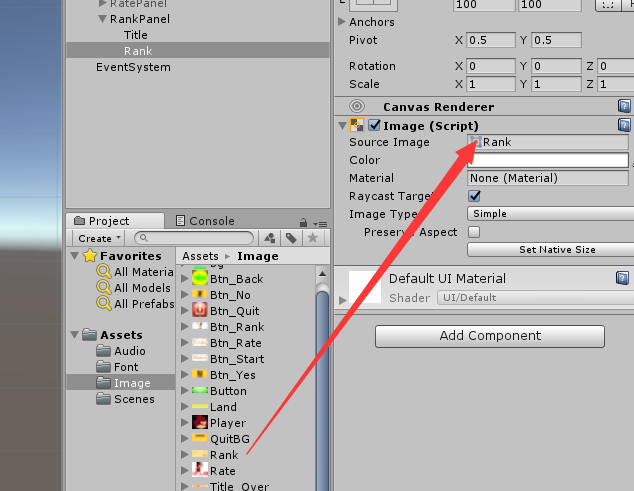 RatePanel
RankPanel
Title
Rank
EventSystem
100 100
Anchors
Pivot X 0.5 Y 0.5
Rotation X 0 Y 0 Z 0
Scale X 1 Y 1 Z 1
Canvas Renderer
Image (Script)
Source Image Rank
Color
Material None (Material)
Raycast Target
Image Type Simple
Preserve Aspect
Set Native Size
Default UI Material
Shader UI/Default
Add Component
Project Console
Create
Favorites
All Materia
All Models
All Prefabs
Assets
Audio
Font
Image
Scenes
Assets Image
Btn_Back
Btn_No
Btn_Quit
Btn_Rank
Btn_Rate
Btn_Start
Btn_Yes
Button
Land
Player
QuitBG
Rank
Rate
Title_Over